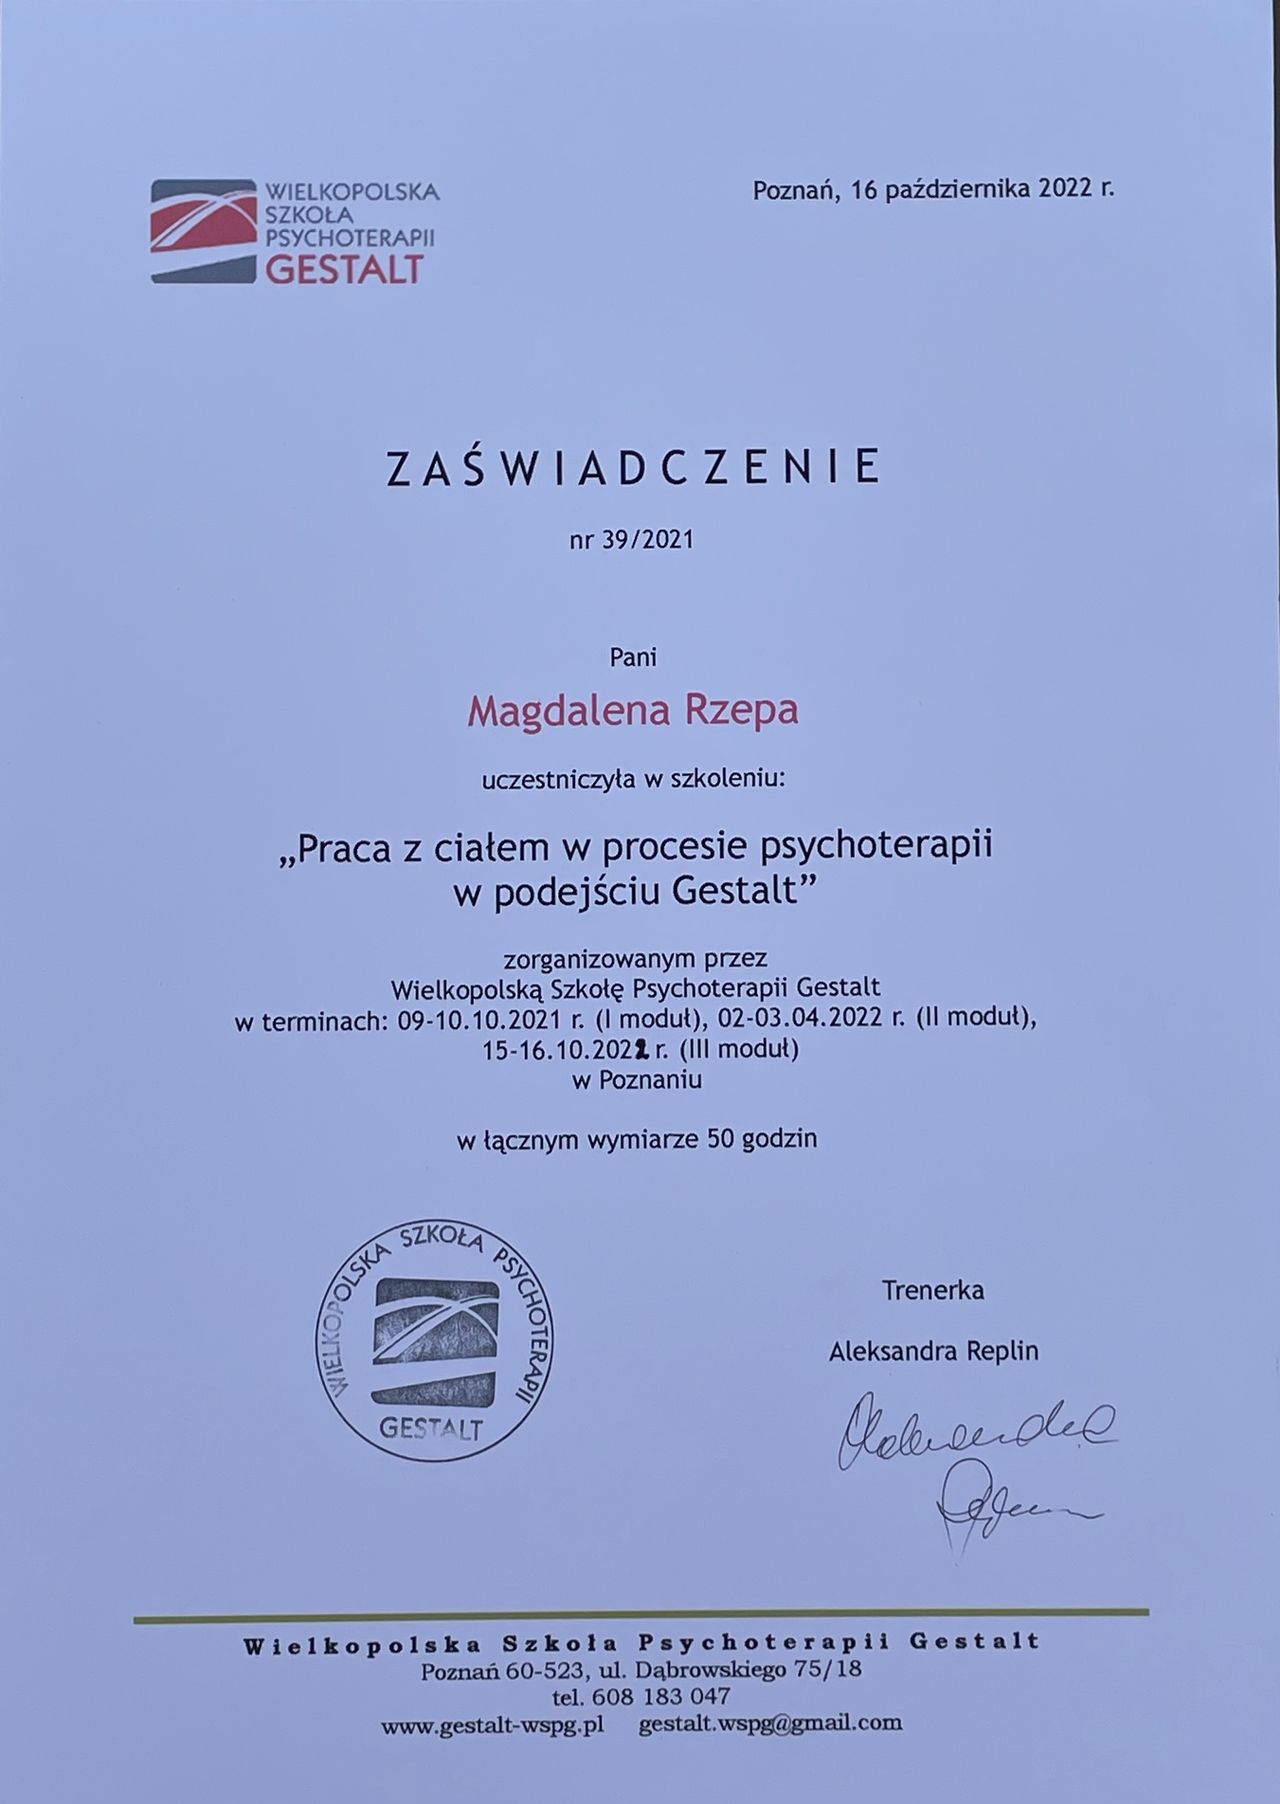 WIELKOPOLSKA
SZKOŁA
PSYCHOTERAPII
GESTALT
Poznań, 16 października 2022 r.
ZAŚWIADCZENIE
nr 39/2021
Pani
Magdalena Rzepa
uczestniczyła w szkoleniu:
„Praca z ciałem w procesie psychoterapii
w podejściu Gestalt”
zorganizowanym przez
Wielkopolską Szkołę Psychoterapii Gestalt
w terminach: 09-10.10.2021 r. (I moduł), 02-03.04.2022 r. (II moduł),
15-16.10.2022 r. (III moduł)
w Poznaniu
w łącznym wymiarze 50 godzin
WIELKOPOLSKA SZKOŁA PSYCHOTERAPII
GESTALT
Trenerka
Aleksandra Replin
Aleksandra
Wielkopolska Szkoła Psychoterapii Gestalt
Poznań 60-523, ul. Dąbrowskiego 75/18
tel. 608 183 047
www.gestalt-wspg.pl gestalt.wspg@gmail.com